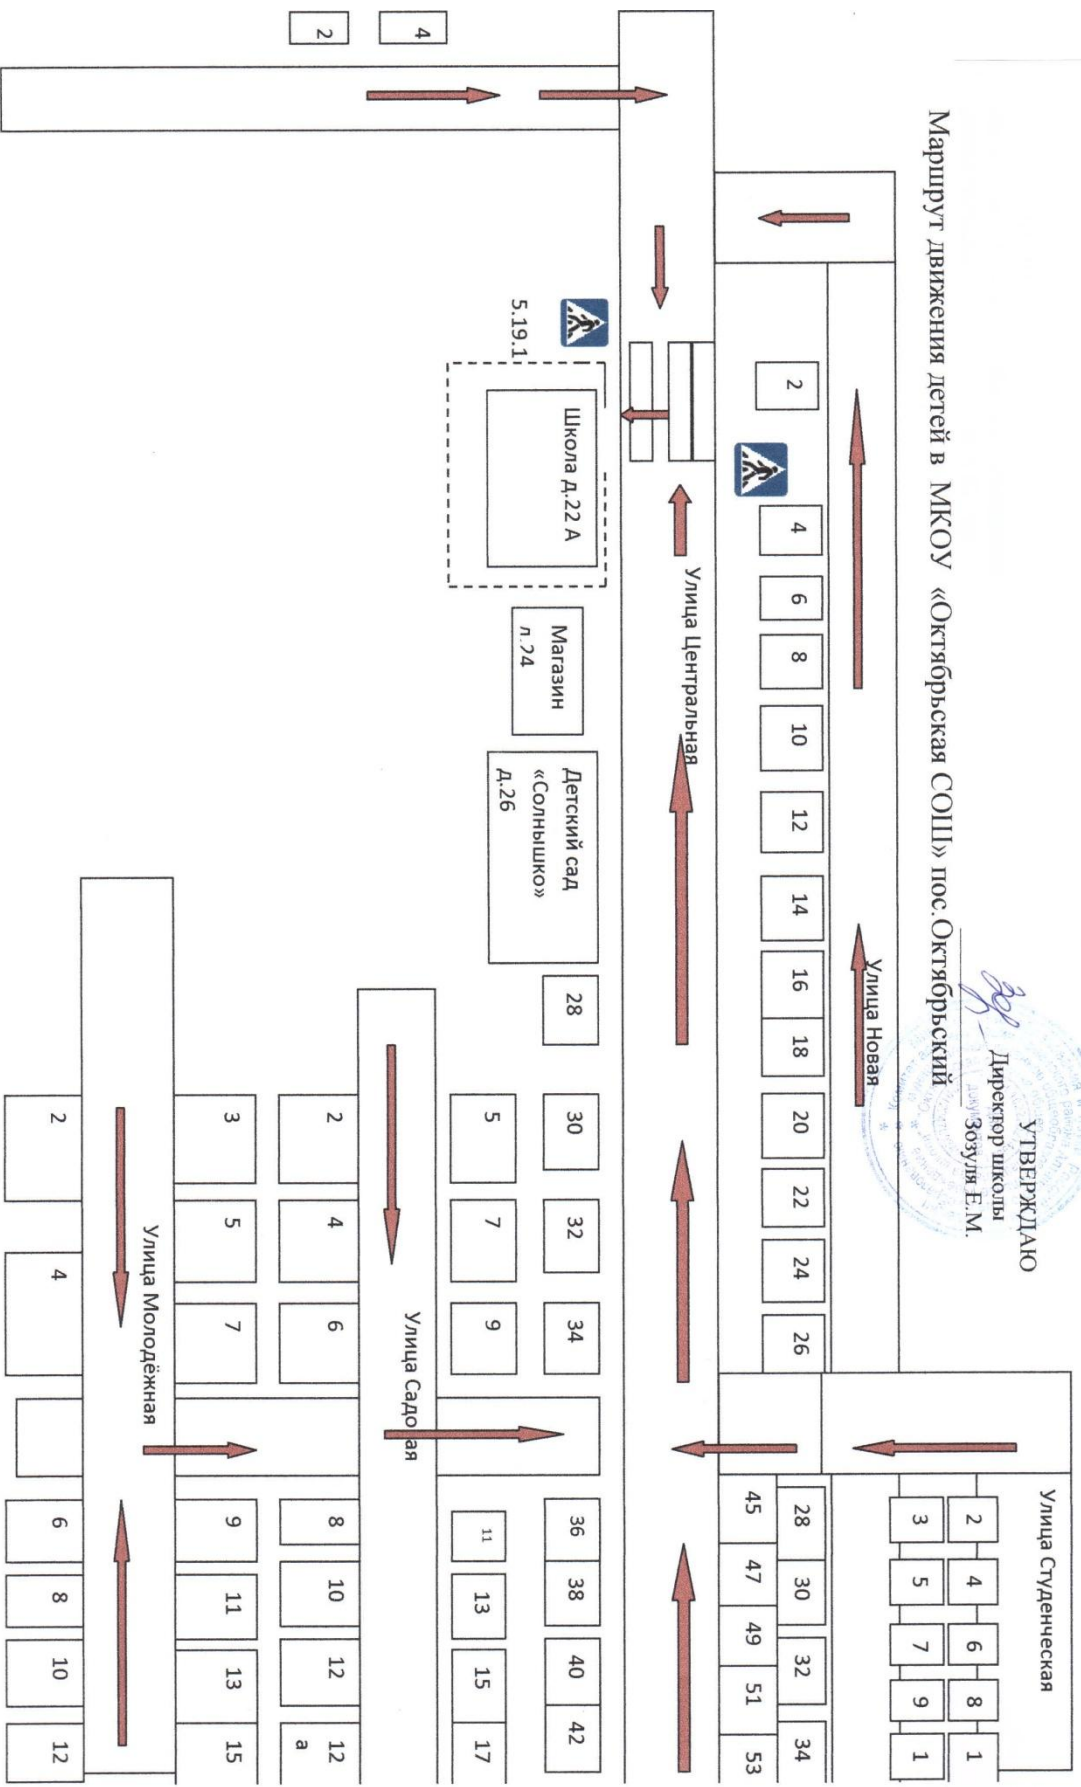 УТВЕРЖДАЮ
Директор школы
Зозуля Е.М.
Маршрут движения детей в МКОУ «Октябрьская СОШ» пос.Октябрьский
Улица Студенческая
2 4 6 8 1
3 5 7 9 1
Улица Новая
2 4 6 8 10 12 14 16 18 20 22 24 26
28 30 32 34
45 47 49 51 53
Улица Центральная
5.19.1
Школа д.22 А
Магазин
д.24
Детский сад
«Солнышко»
д.26
28 30 32 34 36 38 40 42
5 7 9 11 13 15 17
Улица Садовая
2 4 6 8 10 12 12
а
3 5 7 9 11 13 15
Улица Молодёжная
2 4 6 8 10 12
4
2